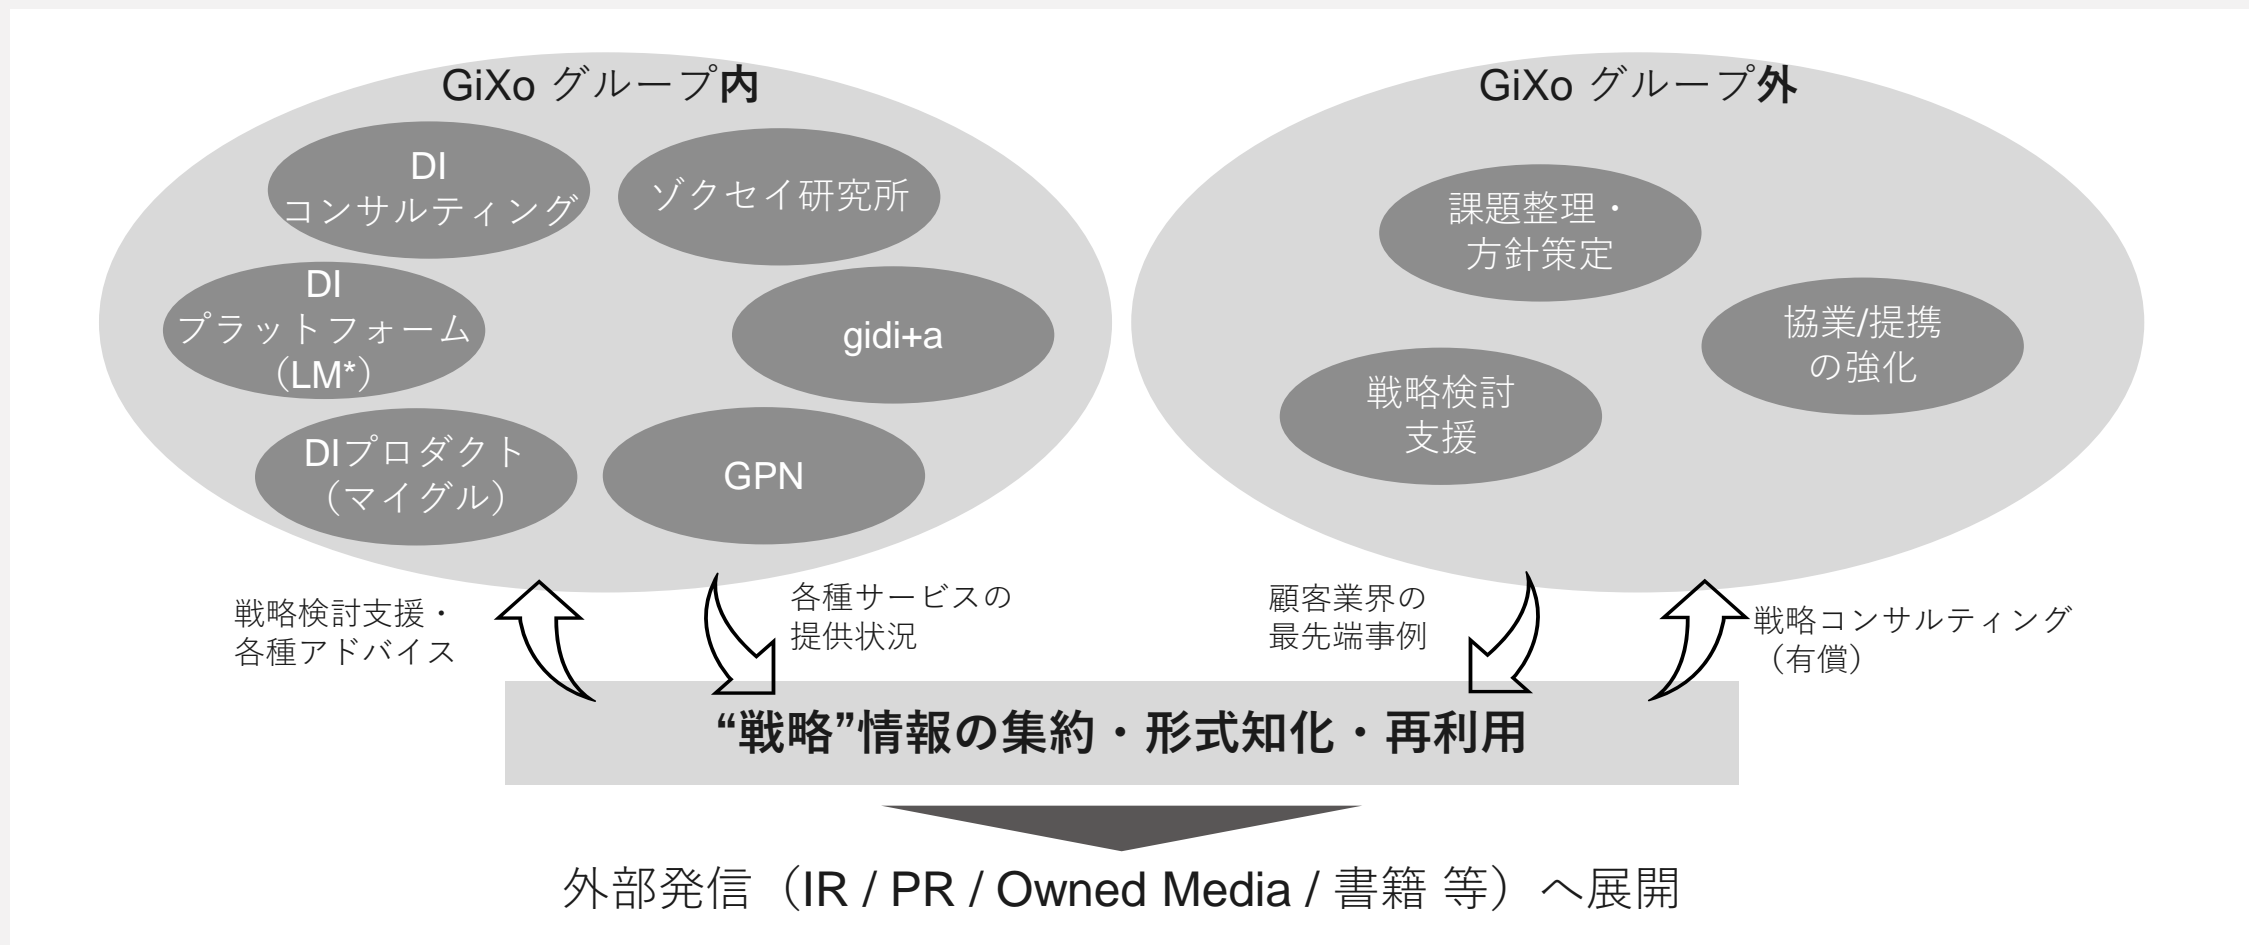 GiXo グループ内
DI
コンサルティング
ゾクセイ研究所
DI
プラットフォーム
（LM*）
gidi+a
DIプロダクト
（マイグル）
GPN
GiXo グループ外
課題整理・
方針策定
協業/提携
の強化
戦略検討
支援
戦略検討支援・
各種アドバイス
各種サービスの
提供状況
顧客業界の
最先端事例
戦略コンサルティング
（有償）
“戦略”情報の集約・形式知化・再利用
外部発信（IR / PR / Owned Media / 書籍 等）へ展開